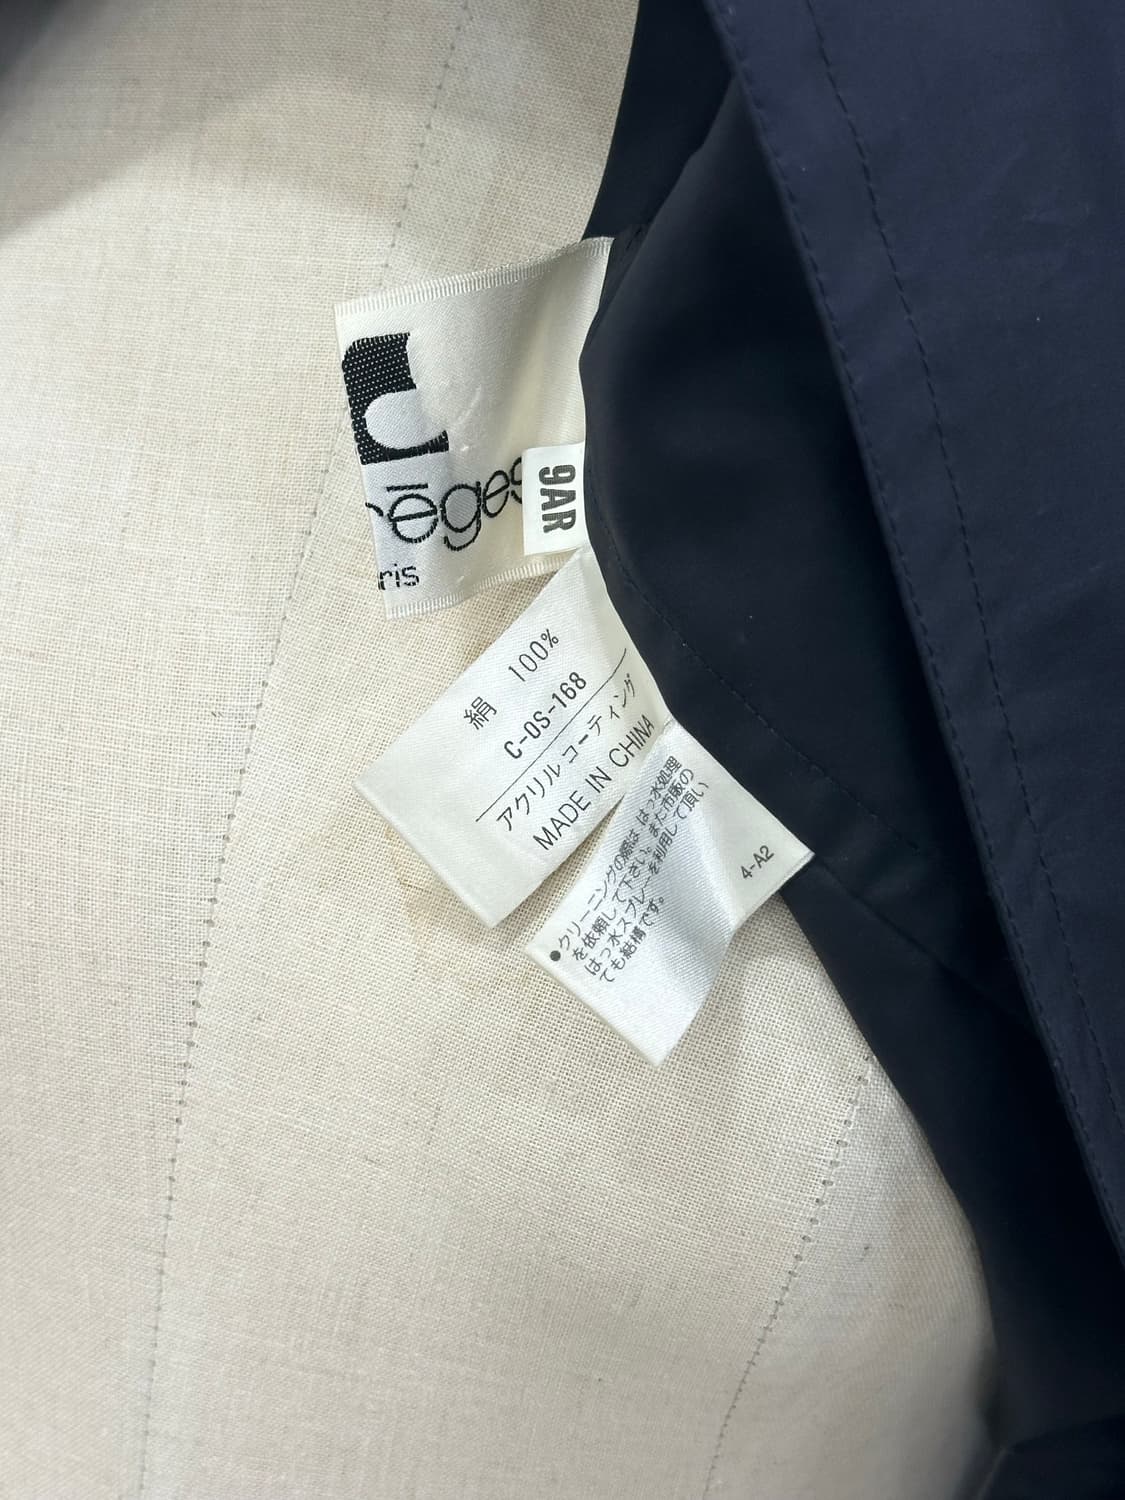 rēges
ris
9AR
絹 100%
C-OS-168
アクリルコーティング
MADE IN CHINA
●クリーニングの際は、はっ水処理
を依頼して下さい。また市販の
はっ水スプレーを利用して頂い
ても結構です。
4-A2